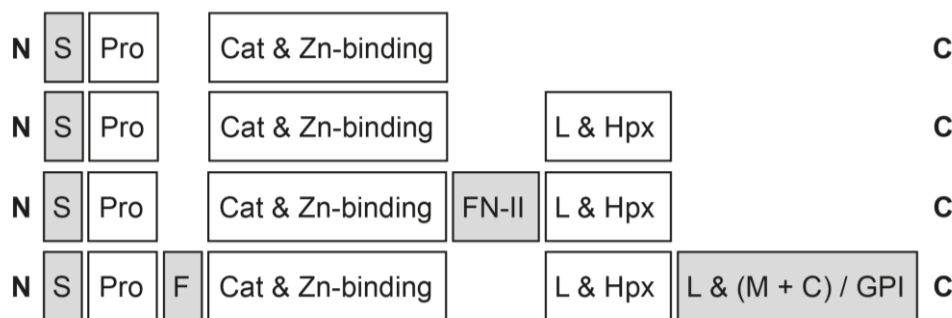 N S Pro Cat & Zn-binding C
N S Pro Cat & Zn-binding L & Hpx C
N S Pro Cat & Zn-binding FN-II L & Hpx C
N S Pro F Cat & Zn-binding L & Hpx L & (M + C) / GPI C